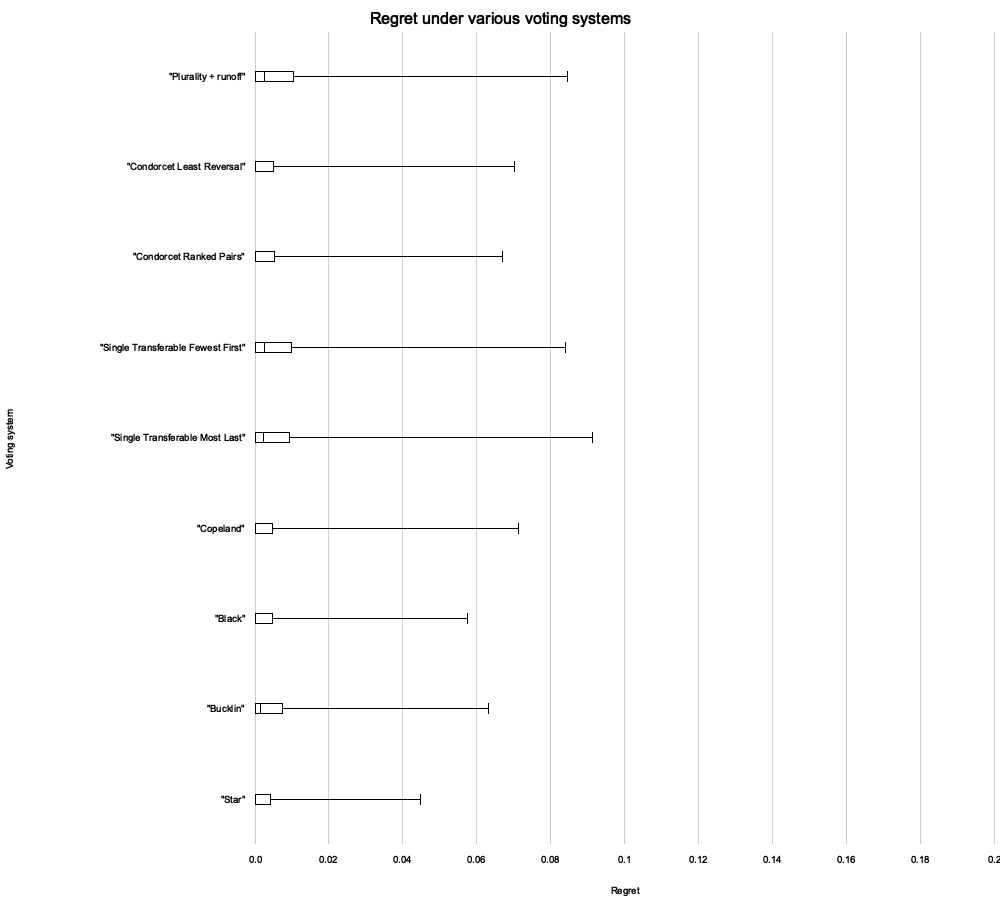 Regret under various voting systems
"Plurality + runoff"
"Condorcet Least Reversal"
"Condorcet Ranked Pairs"
"Single Transferable Fewest First"
"Single Transferable Most Last"
"Copeland"
"Black"
"Bucklin"
"Star"
Voting system
0.0 0.02 0.04 0.06 0.08 0.1 0.12 0.14 0.16 0.18 0.2
Regret